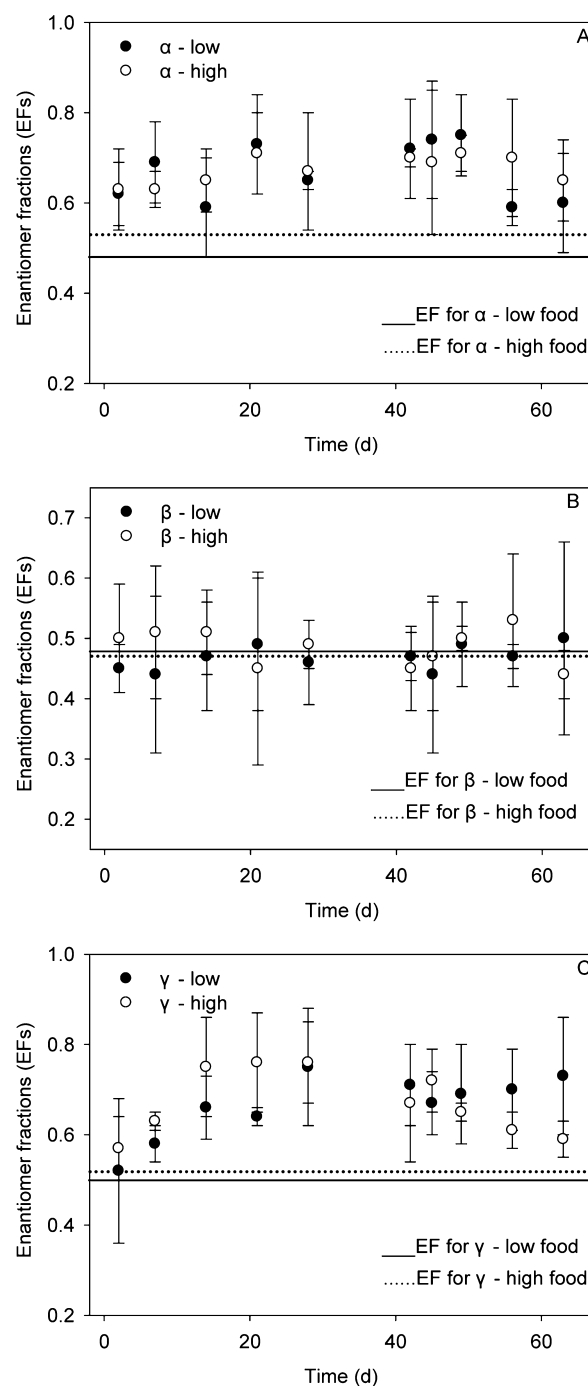 1.0
A
α - low
α - high
0.8
0.6
0.4
0.2
Enantiomer fractions (EFs)
EF for α - low food
EF for α - high food
0 20 40 60
Time (d)
B
β - low
β - high
0.7
0.6
0.5
0.4
0.3
0.2
Enantiomer fractions (EFs)
EF for β - low food
EF for β - high food
0 20 40 60
Time (d)
1.0
C
γ - low
γ - high
0.8
0.6
0.4
0.2
Enantiomer fractions (EFs)
EF for γ - low food
EF for γ - high food
0 20 40 60
Time (d)